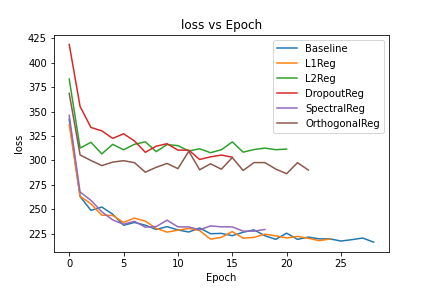 loss vs Epoch
425
400
375
350
325
300
275
250
225
loss
Baseline
L1Reg
L2Reg
DropoutReg
SpectralReg
OrthogonalReg
0 5 10 15 20 25
Epoch